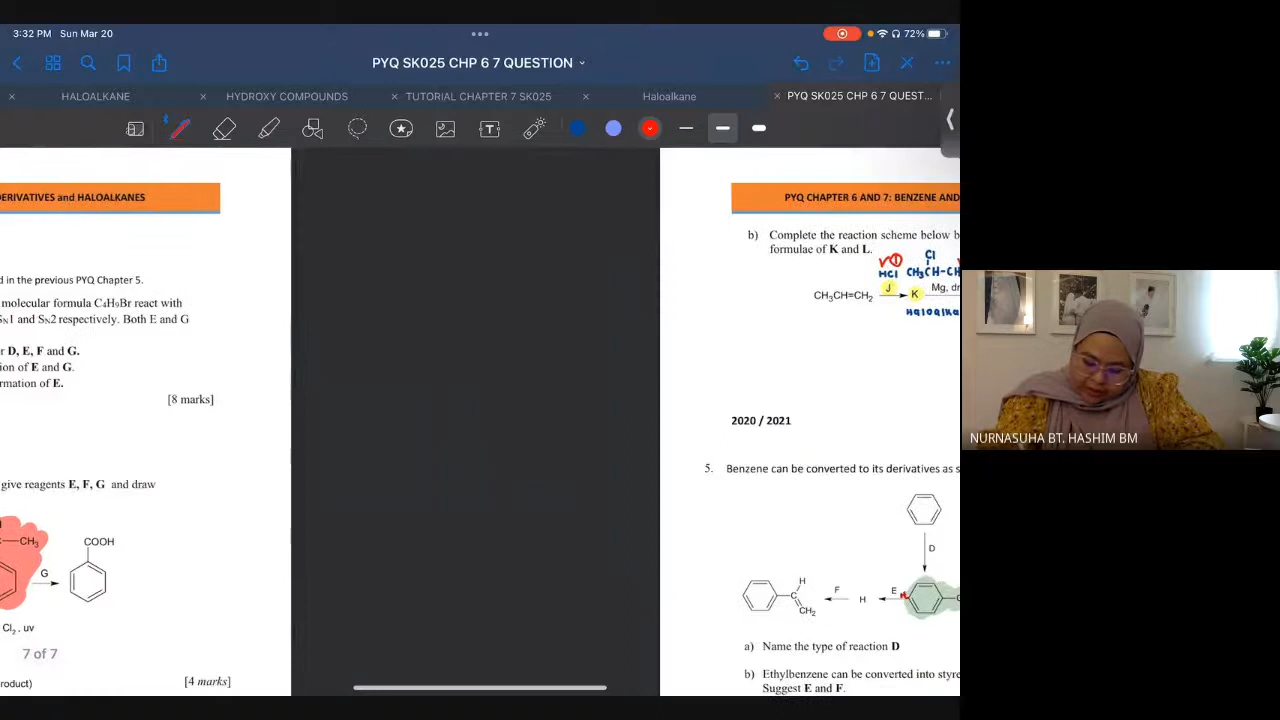 3:32 PM Sun Mar 20
72%
PYQ SK025 CHP 6 7 QUESTION
HALOALKANE
HYDROXY COMPOUNDS
TUTORIAL CHAPTER 7 SK025
Haloalkane
PYQ SK025 CHP 6 7 QUEST...
DERIVATIVES and HALOALKANES
d in the previous PYQ Chapter 5.
molecular formula C₄H₉Br react with
SN1 and SN2 respectively. Both E and G
r D, E, F and G.
ion of E and G.
rmation of E.
[8 marks]
give reagents E, F, G and draw
—CH₃
COOH
G
Cl₂, uv
7 of 7
roduct)
[4 marks]
PYQ CHAPTER 6 AND 7: BENZENE AND
b) Complete the reaction scheme below b
formulae of K and L.
Cl
HCl CH₃CH-CH
J
K
Mg, dr
CH₃CH=CH₂
Haloalka
2020 / 2021
5. Benzene can be converted to its derivatives as s
D
H
CH₂
F
H
E
a) Name the type of reaction D
b) Ethylbenzene can be converted into styre
Suggest E and F.
NURNASUHA BT. HASHIM BM